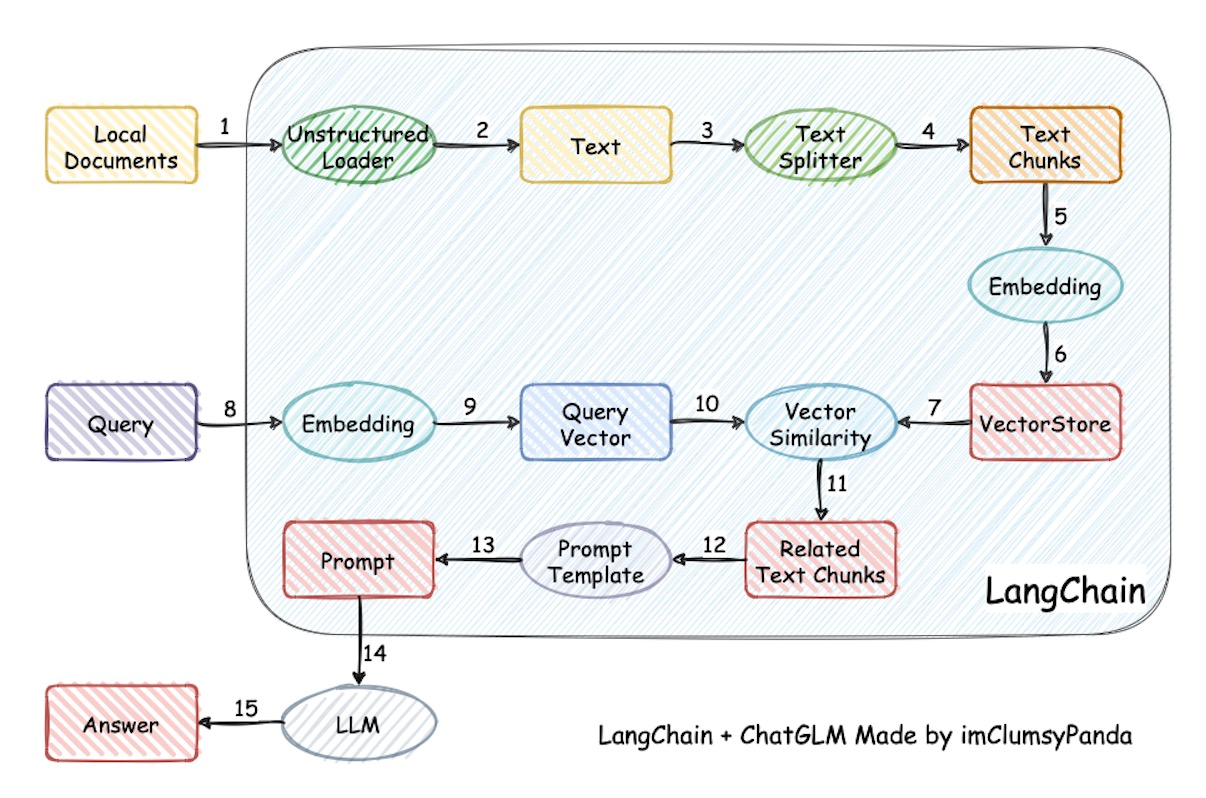 Local
Documents
1
Unstructured
Loader
2
Text
3
Text
Splitter
4
Text
Chunks
5
Embedding
6
Query
8
Embedding
9
Query
Vector
10
Vector
Similarity
7
VectorStore
11
Prompt
13
Prompt
Template
12
Related
Text Chunks
LangChain
14
Answer
15
LLM
LangChain + ChatGLM Made by imClumsyPanda